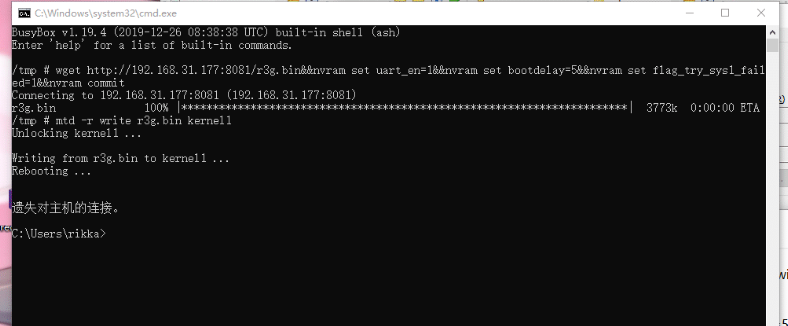 C:\Windows\system32\cmd.exe
BusyBox v1.19.4 (2019-12-26 08:38:38 UTC) built-in shell (ash)
Enter 'help' for a list of built-in commands.
/tmp # wget http://192.168.31.177:8081/r3g.bin&&nvram set uart_en=1&&nvram set bootdelay=5&&nvram set flag_try_sys1_fail
ed=1&&nvram commit
Connecting to 192.168.31.177:8081 (192.168.31.177:8081)
r3g.bin 100% |***********************************************************************| 3773k 0:00:00 ETA
/tmp # mtd -r write r3g.bin kernel1
Unlocking kernel1 ...
Writing from r3g.bin to kernel1 ...
Rebooting ...
遗失对主机的连接。
C:\Users\rikka>